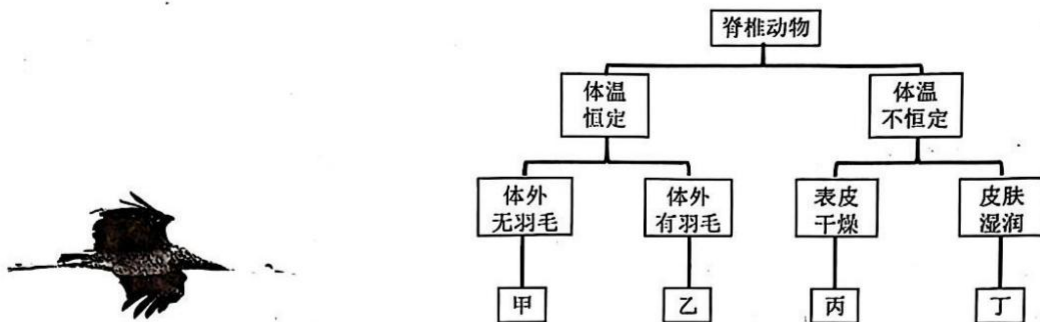 脊椎动物
体温
恒定
体温
不恒定
体外
无羽毛
体外
有羽毛
表皮
干燥
皮肤
湿润
甲
乙
丙
丁